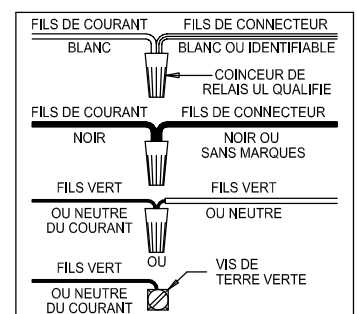 FILS DE COURANT FILS DE CONNECTEUR
BLANC BLANC OU IDENTIFIABLE
COINCEUR DE
RELAIS UL QUALIFIE
FILS DE COURANT FILS DE CONNECTEUR
NOIR NOIR OU
SANS MARQUES
FILS VERT FILS VERT
OU NEUTRE OU NEUTRE
DU COURANT
OU
FILS VERT VIS DE
TERRE VERTE
OU NEUTRE
DU COURANT